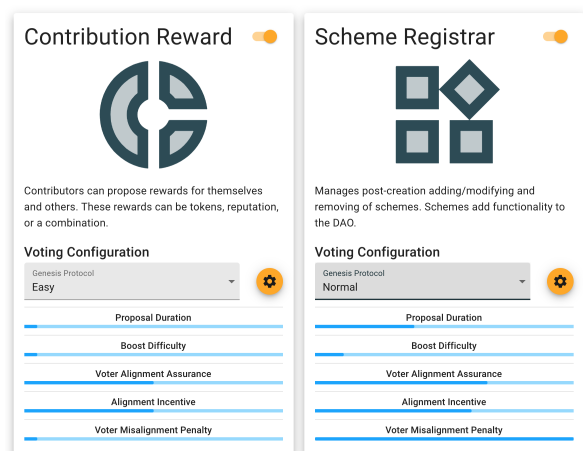 Contribution Reward
Contributors can propose rewards for themselves
and others. These rewards can be tokens, reputation,
or a combination.
Voting Configuration
Genesis Protocol
Easy
Proposal Duration
Boost Difficulty
Voter Alignment Assurance
Alignment Incentive
Voter Misalignment Penalty
Scheme Registrar
Manages post-creation adding/modifying and
removing of schemes. Schemes add functionality to
the DAO.
Voting Configuration
Genesis Protocol
Normal
Proposal Duration
Boost Difficulty
Voter Alignment Assurance
Alignment Incentive
Voter Misalignment Penalty